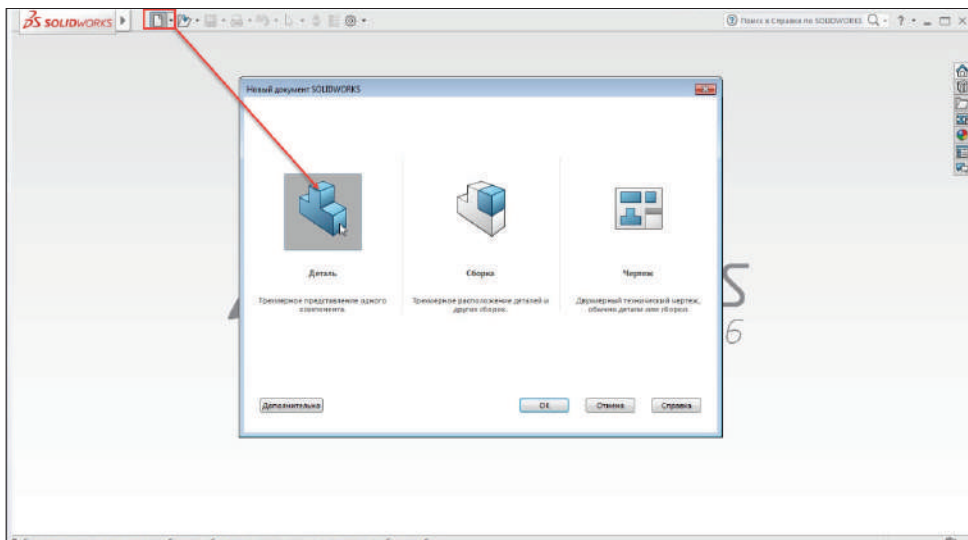 SOLIDWORKS
Поиск в Справка по SOLIDWORKS
Новый документ SOLIDWORKS
Деталь
Трехмерное представление одного
компонента.
Сборка
Трехмерное расположение деталей и
других сборок.
Чертеж
Двухмерный технический чертеж,
обычно детали или сборки.
S
6
Дополнительно
OK
Отмена
Справка